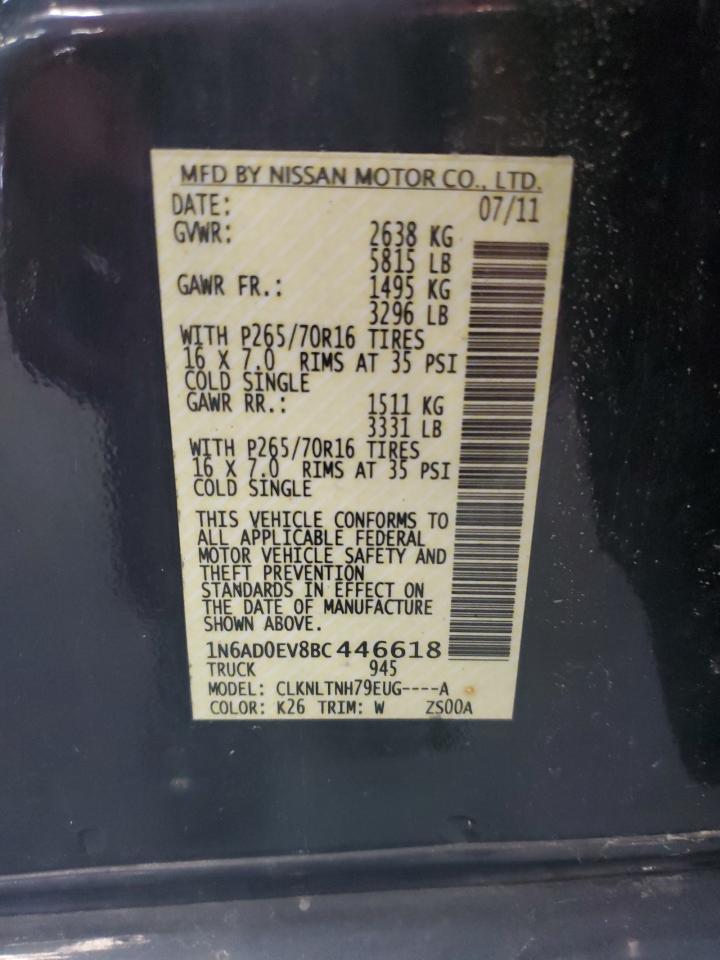 MFD BY NISSAN MOTOR CO., LTD.
DATE: 07/11
GVWR: 2638 KG
5815 LB
GAWR FR.: 1495 KG
3296 LB
WITH P265/70R16 TIRES
16 X 7.0 RIMS AT 35 PSI
COLD SINGLE
GAWR RR.: 1511 KG
3331 LB
WITH P265/70R16 TIRES
16 X 7.0 RIMS AT 35 PSI
COLD SINGLE
THIS VEHICLE CONFORMS TO
ALL APPLICABLE FEDERAL
MOTOR VEHICLE SAFETY AND
THEFT PREVENTION
STANDARDS IN EFFECT ON
THE DATE OF MANUFACTURE
SHOWN ABOVE.
1N6AD0EV8BC 446618
TRUCK 945
MODEL: CLKNLTNH79EUG----A
COLOR: K26 TRIM: W ZS00A